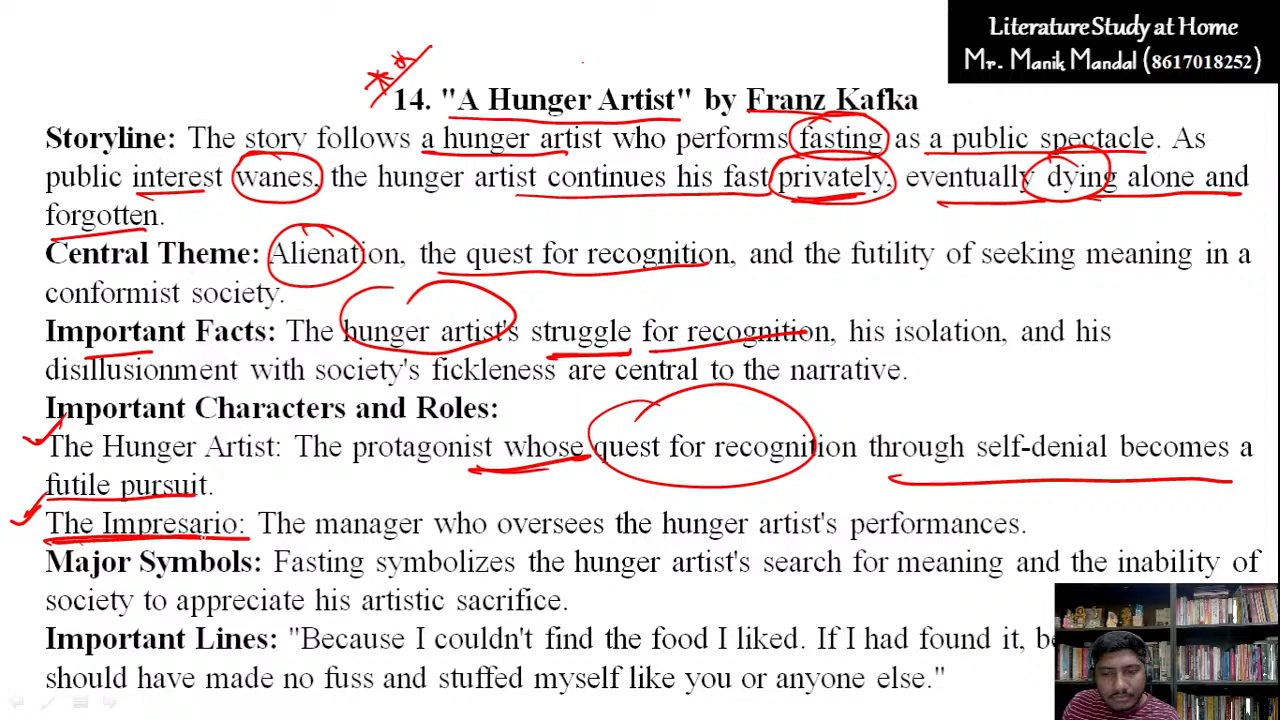 Literature Study at Home
Mr. Manik Mandal (8617018252)
14. "A Hunger Artist" by Franz Kafka
Storyline: The story follows a hunger artist who performs fasting as a public spectacle. As
public interest wanes, the hunger artist continues his fast privately, eventually dying alone and
forgotten.
Central Theme: Alienation, the quest for recognition, and the futility of seeking meaning in a
conformist society.
Important Facts: The hunger artist's struggle for recognition, his isolation, and his
disillusionment with society's fickleness are central to the narrative.
Important Characters and Roles:
The Hunger Artist: The protagonist whose quest for recognition through self-denial becomes a
futile pursuit.
The Impresario: The manager who oversees the hunger artist's performances.
Major Symbols: Fasting symbolizes the hunger artist's search for meaning and the inability of
society to appreciate his artistic sacrifice.
Important Lines: "Because I couldn't find the food I liked. If I had found it,
should have made no fuss and stuffed myself like you or anyone else."